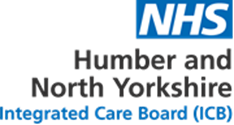 NHS
Humber and
North Yorkshire
Integrated Care Board (ICB)